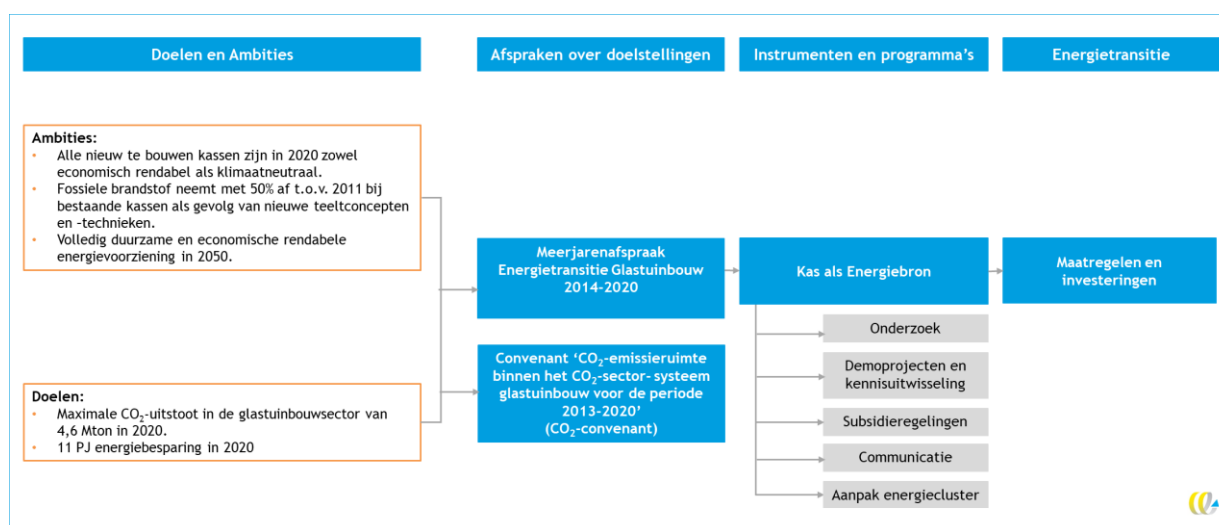 Doelen en Ambities
Afspraken over doelstellingen
Instrumenten en programma's
Energietransitie
Ambities:
• Alle nieuw te bouwen kassen zijn in 2020 zowel
economisch rendabel als klimaatneutraal.
• Fossiele brandstof neemt met 50% af t.o.v. 2011 bij
bestaande kassen als gevolg van nieuwe teeltconcepten
en -technieken.
• Volledig duurzame en economische rendabele
energievoorziening in 2050.
Doelen:
• Maximale CO₂-uitstoot in de glastuinbouwsector van
4,6 Mton in 2020.
• 11 PJ energiebesparing in 2020
Meerjarenafspraak
Energietransitie Glastuinbouw
2014-2020
Convenant ‘CO₂-emissieruimte
binnen het CO₂-sector- systeem
glastuinbouw voor de periode
2013-2020’
(CO₂-convenant)
Kas als Energiebron
Onderzoek
Demoprojecten en
kennisuitwisseling
Subsidieregelingen
Communicatie
Aanpak energiecluster
Maatregelen en
investeringen